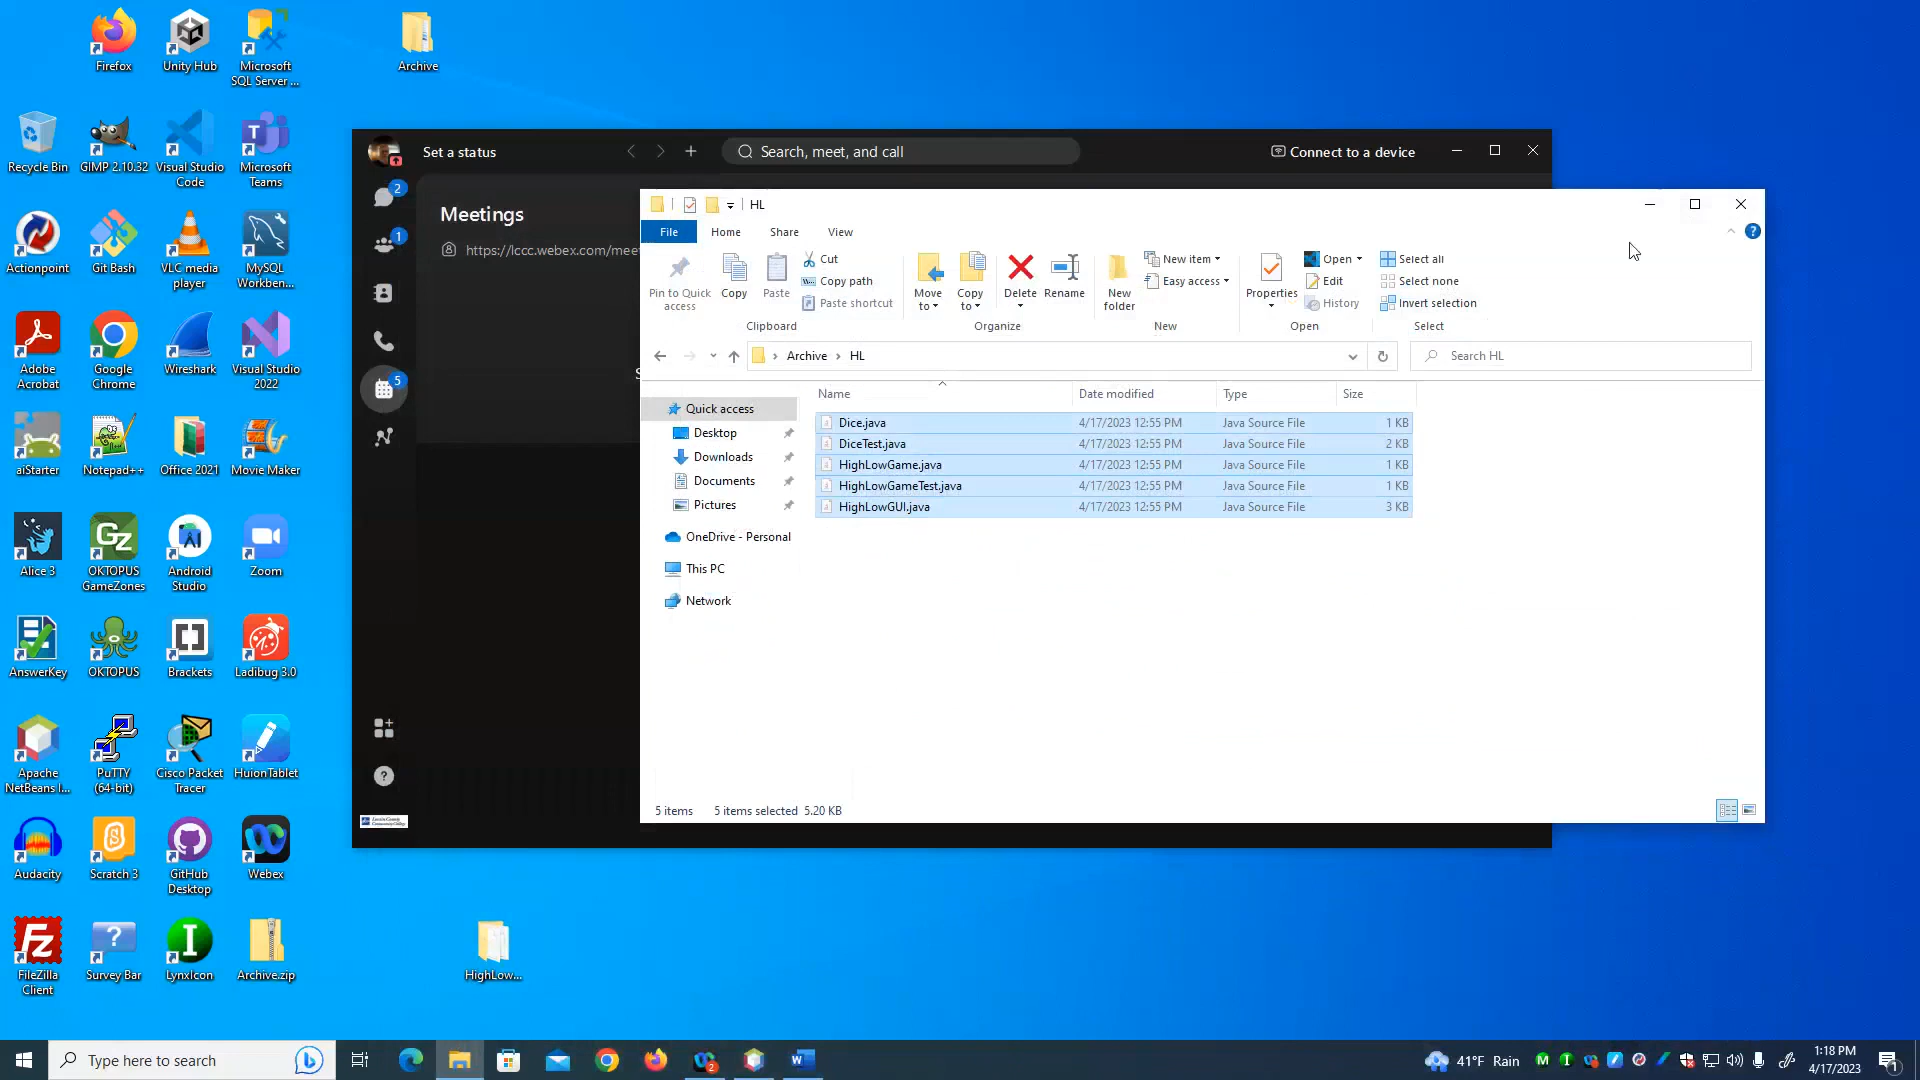 Firefox
Unity Hub
Microsoft
SQL Server ...
Archive
Recycle Bin
GIMP 2.10.32
Visual Studio
Code
Microsoft
Teams
Actionpoint
Git Bash
VLC media
player
MySQL
Workben...
Adobe
Acrobat
Google
Chrome
Wireshark
Visual Studio
2022
aiStarter
Notepad++
Office 2021
Movie Maker
Alice 3
OKTOPUS
GameZones
Android
Studio
Zoom
AnswerKey
OKTOPUS
Brackets
Ladibug 3.0
Apache
NetBeans I...
PuTTY
(64-bit)
Cisco Packet
Tracer
HuionTablet
Audacity
Scratch 3
GitHub
Desktop
Webex
FileZilla
Client
Survey Bar
LynxIcon
Archive.zip
HighLow...
Set a status
Search, meet, and call
Connect to a device
2
1
5
Meetings
https://lccc.webex.com/mee
HL
File Home Share View
Pin to Quick
access
Copy
Paste
Cut
Copy path
Paste shortcut
Clipboard
Move
to
Copy
to
Delete
Rename
Organize
New
folder
New item
Easy access
New
Properties
Open
Edit
History
Open
Select all
Select none
Invert selection
Select
Archive HL
Search HL
Name Date modified Type Size
Dice.java 4/17/2023 12:55 PM Java Source File 1 KB
DiceTest.java 4/17/2023 12:55 PM Java Source File 2 KB
HighLowGame.java 4/17/2023 12:55 PM Java Source File 1 KB
HighLowGameTest.java 4/17/2023 12:55 PM Java Source File 1 KB
HighLowGUI.java 4/17/2023 12:55 PM Java Source File 3 KB
Quick access
Desktop
Downloads
Documents
Pictures
OneDrive - Personal
This PC
Network
5 items 5 items selected 5.20 KB
Type here to search
2
41°F Rain
1:18 PM
4/17/2023
1